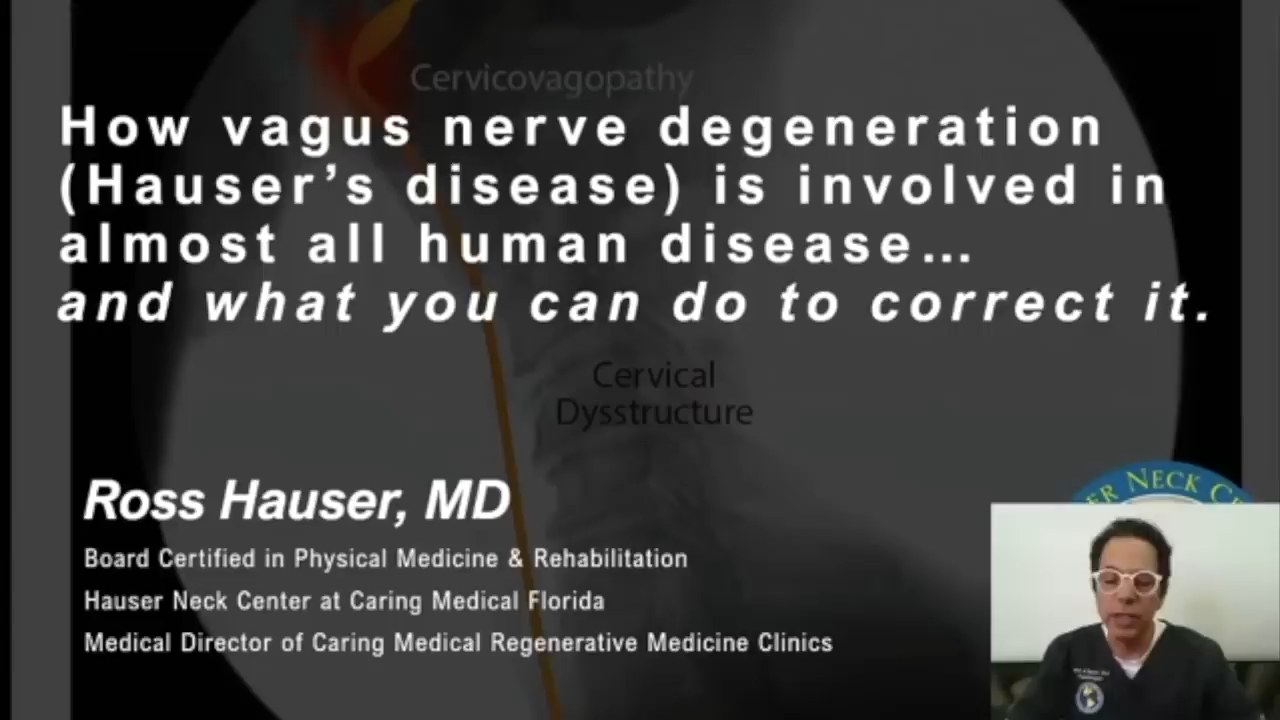 Cervicovagopathy
How vagus nerve degeneration
(Hauser’s disease) is involved in
almost all human disease…
and what you can do to correct it.
Cervical
Dysstructure
Ross Hauser, MD
Board Certified in Physical Medicine & Rehabilitation
Hauser Neck Center at Caring Medical Florida
Medical Director of Caring Medical Regenerative Medicine Clinics
NECK